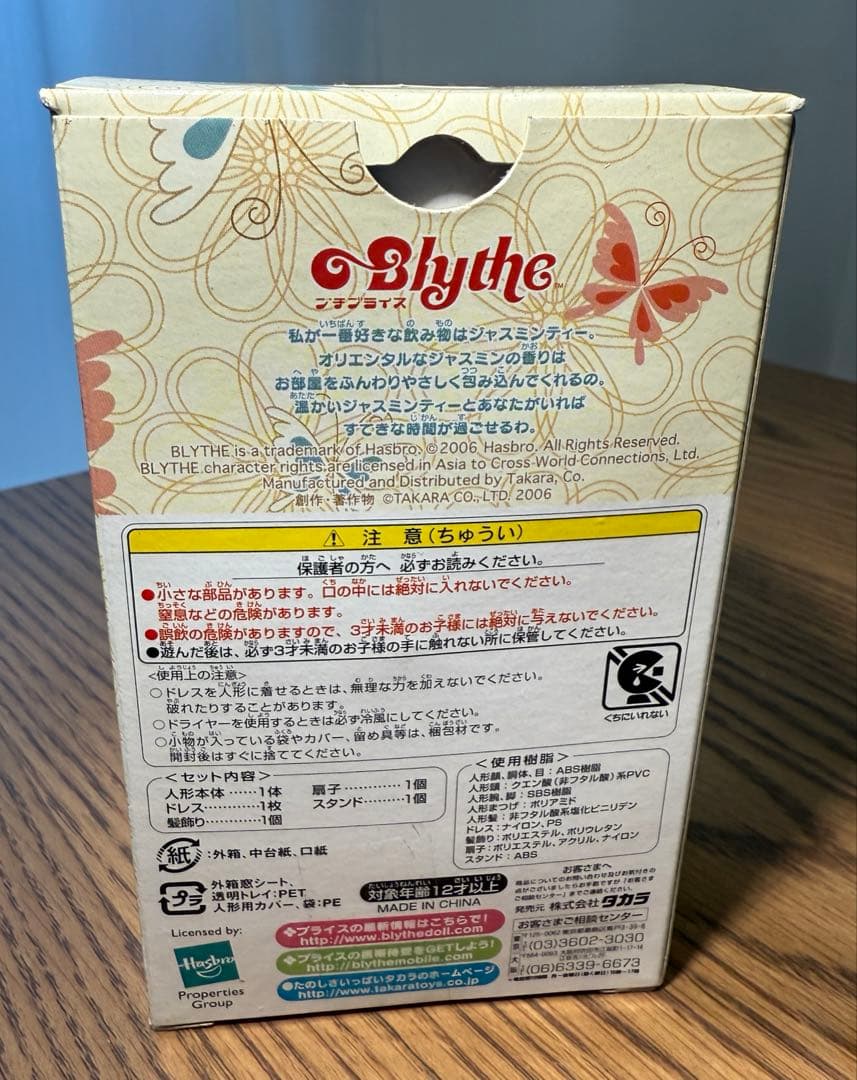 Blythe™
プチブライス
私が一番好きな飲み物はジャスミンティー。
オリエンタルなジャスミンの香りは
お部屋をふんわりやさしく包み込んでくれるの。
温かいジャスミンティーとあなたがいれば
すてきな時間が過ごせるわ。
BLYTHE is a trademark of Hasbro. ©2006 Hasbro. All Rights Reserved.
BLYTHE character rights are licensed in Asia to Cross World Connections, Ltd.
Manufactured and Distributed by Takara, Co.
創作・著作物 ©TAKARA CO., LTD. 2006
注 意(ちゅうい)
保護者の方へ 必ずお読みください。
●小さな部品があります。口の中には絶対に入れないでください。
窒息などの危険があります。
●誤飲の危険がありますので、3才未満のお子様には絶対に与えないでください。
●遊んだ後は、必ず3才未満のお子様の手に触れない所に保管してください。
<使用上の注意>
○ドレスを人形に着せるときは、無理な力を加えないでください。
破れたりすることがあります。
○ドライヤーを使用するときは必ず冷風にしてください。
○小物が入っている袋やカバー、留め具等は、梱包材です。
開封後はすぐに捨ててください。
くちにいれない
<セット内容>
人形本体……1体
ドレス………1枚
髪飾り………1個
扇子…………1個
スタンド………1個
<使用樹脂>
人形顔、胴体、目:ABS樹脂
人形頭:クエン酸(非フタル酸)系PVC
人形腕、脚:SBS樹脂
人形まつげ:ポリアミド
人形髪:非フタル酸系塩化ビニリデン
ドレス:ナイロン、PS
髪飾り:ポリエステル、ポリウレタン
扇子:ポリエステル、アクリル、ナイロン
スタンド:ABS
紙:外箱、中台紙、口紙
プラ
外箱窓シート、
透明トレイ:PET
人形用カバー、袋:PE
対象年齢12才以上
MADE IN CHINA
お客さまへ
発売元 株式会社タカラ
お客さまご相談センター
(03)3602-3030
(06)6339-6673
Licensed by:
Hasbro
Properties
Group
ブライスの最新情報はこちらで!
http://www.blythedoll.com
ブライスの画面待受をGETしよう!
http://blythemobile.com
●たのしさいっぱいタカラのホームページ
http://www.takaratoys.co.jp